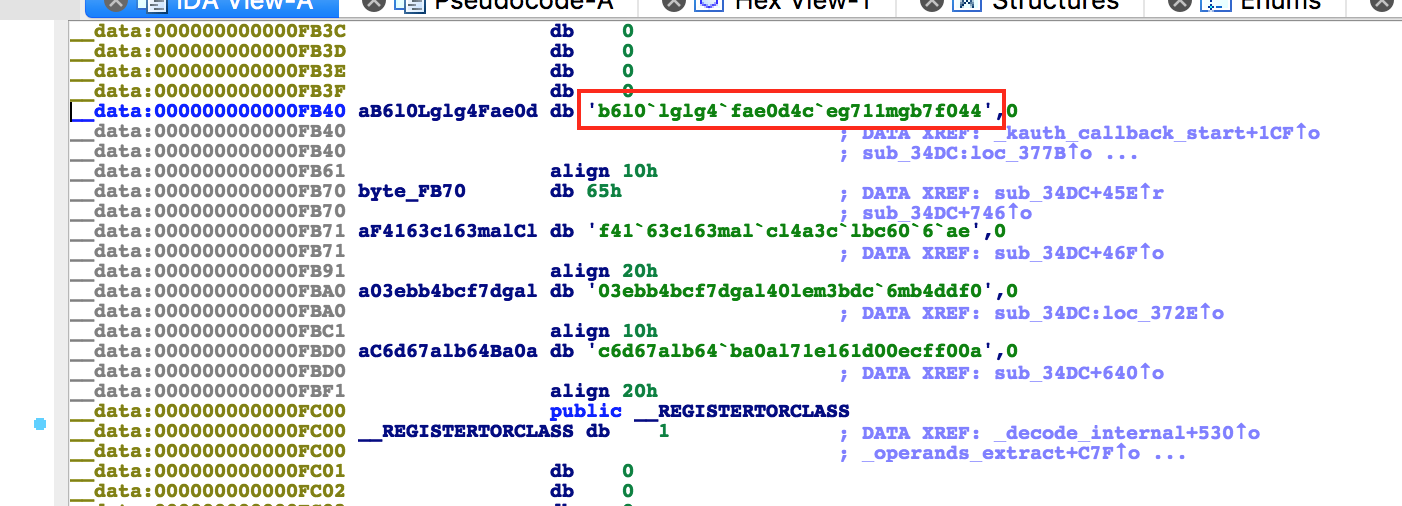 IDA View-A Pseudocode-A Hex View-1 Structures Enums
__data:000000000000FB3C db 0
__data:000000000000FB3D db 0
__data:000000000000FB3E db 0
__data:000000000000FB3F db 0
__data:000000000000FB40 aB6l0Lglg4Fae0d db 'b6l0`lglg4`fae0d4c`eg711mgb7f044',0
__data:000000000000FB40 ; DATA XREF: _kauth_callback_start+1CF↑o
__data:000000000000FB40 ; sub_34DC:loc_377B↑o ...
__data:000000000000FB61 align 10h
__data:000000000000FB70 byte_FB70 db 65h ; DATA XREF: sub_34DC+45E↑r
__data:000000000000FB70 ; sub_34DC+746↑o
__data:000000000000FB71 aF4163c163malCl db 'f41`63c163mal`cl4a3c`lbc60`6`ae',0
__data:000000000000FB71 ; DATA XREF: sub_34DC+46F↑o
__data:000000000000FB91 align 20h
__data:000000000000FBA0 a03ebb4bcf7dgal db '03ebb4bcf7dgal40lem3bdc`6mb4ddf0',0
__data:000000000000FBA0 ; DATA XREF: sub_34DC:loc_372E↑o
__data:000000000000FBC1 align 10h
__data:000000000000FBD0 aC6d67alb64Ba0a db 'c6d67alb64`ba0al71e161d00ecff00a',0
__data:000000000000FBD0 ; DATA XREF: sub_34DC+640↑o
__data:000000000000FBF1 align 20h
__data:000000000000FC00 public __REGISTERTORCLASS
__data:000000000000FC00 __REGISTERTORCLASS db 1 ; DATA XREF: _decode_internal+530↑o
__data:000000000000FC00 ; _operands_extract+C7F↑o ...
__data:000000000000FC01 db 0
__data:000000000000FC02 db 0